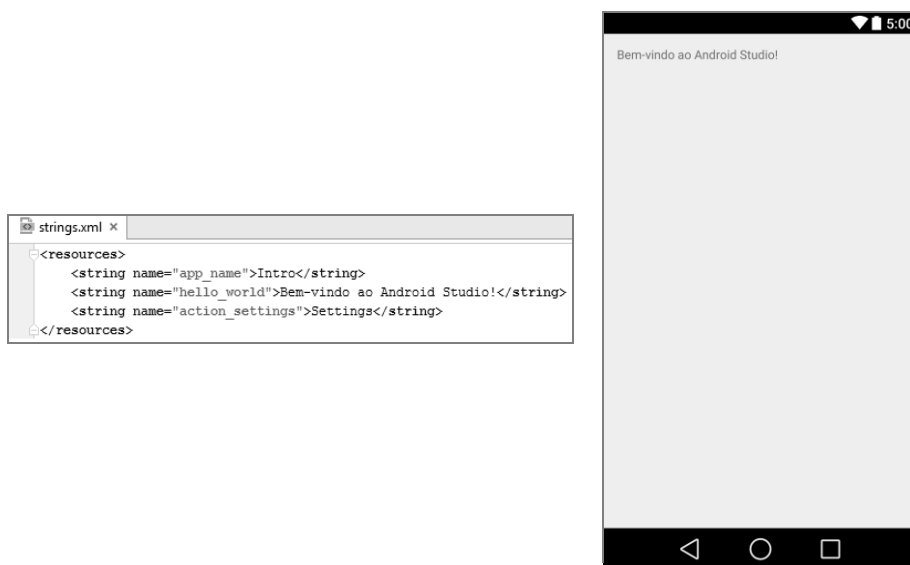 strings.xml ×
<resources>
<string name="app_name">Intro</string>
<string name="hello_world">Bem-vindo ao Android Studio!</string>
<string name="action_settings">Settings</string>
</resources>
5:00
Bem-vindo ao Android Studio!